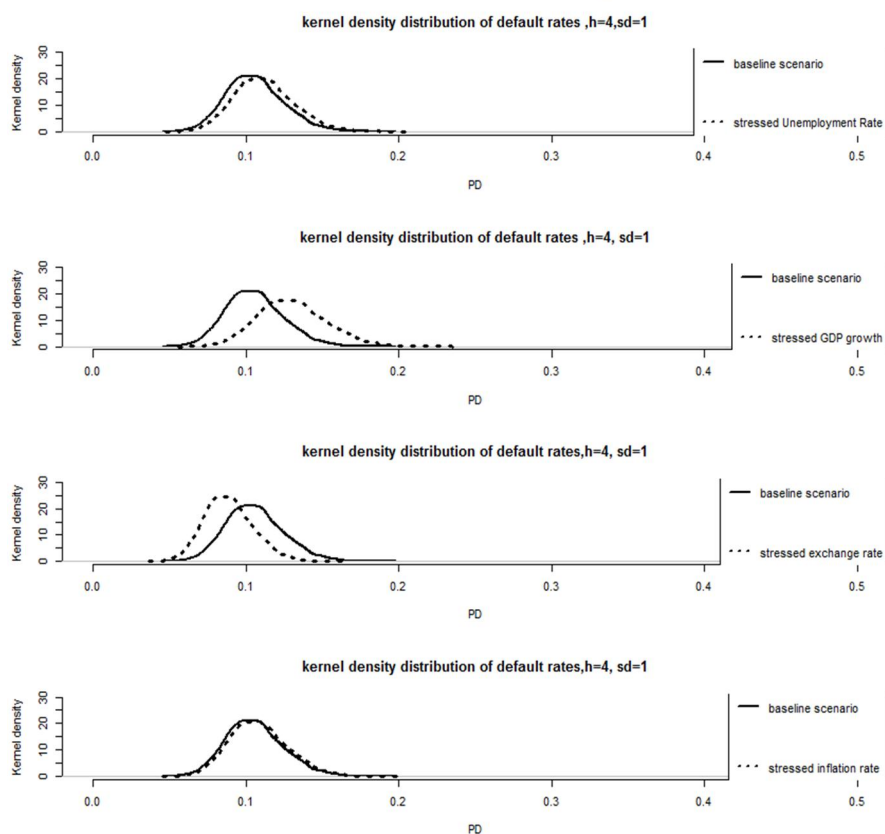 kernel density distribution of default rates ,h=4,sd=1
Kernel density
0 10 20 30
baseline scenario
stressed Unemployment Rate
0.0 0.1 0.2 0.3 0.4 0.5
PD
kernel density distribution of default rates ,h=4, sd=1
Kernel density
0 10 20 30
baseline scenario
stressed GDP growth
0.0 0.1 0.2 0.3 0.4 0.5
PD
kernel density distribution of default rates,h=4, sd=1
Kernel density
0 10 20 30
baseline scenario
stressed exchange rate
0.0 0.1 0.2 0.3 0.4 0.5
PD
kernel density distribution of default rates,h=4, sd=1
Kernel density
0 10 20 30
baseline scenario
stressed inflation rate
0.0 0.1 0.2 0.3 0.4 0.5
PD